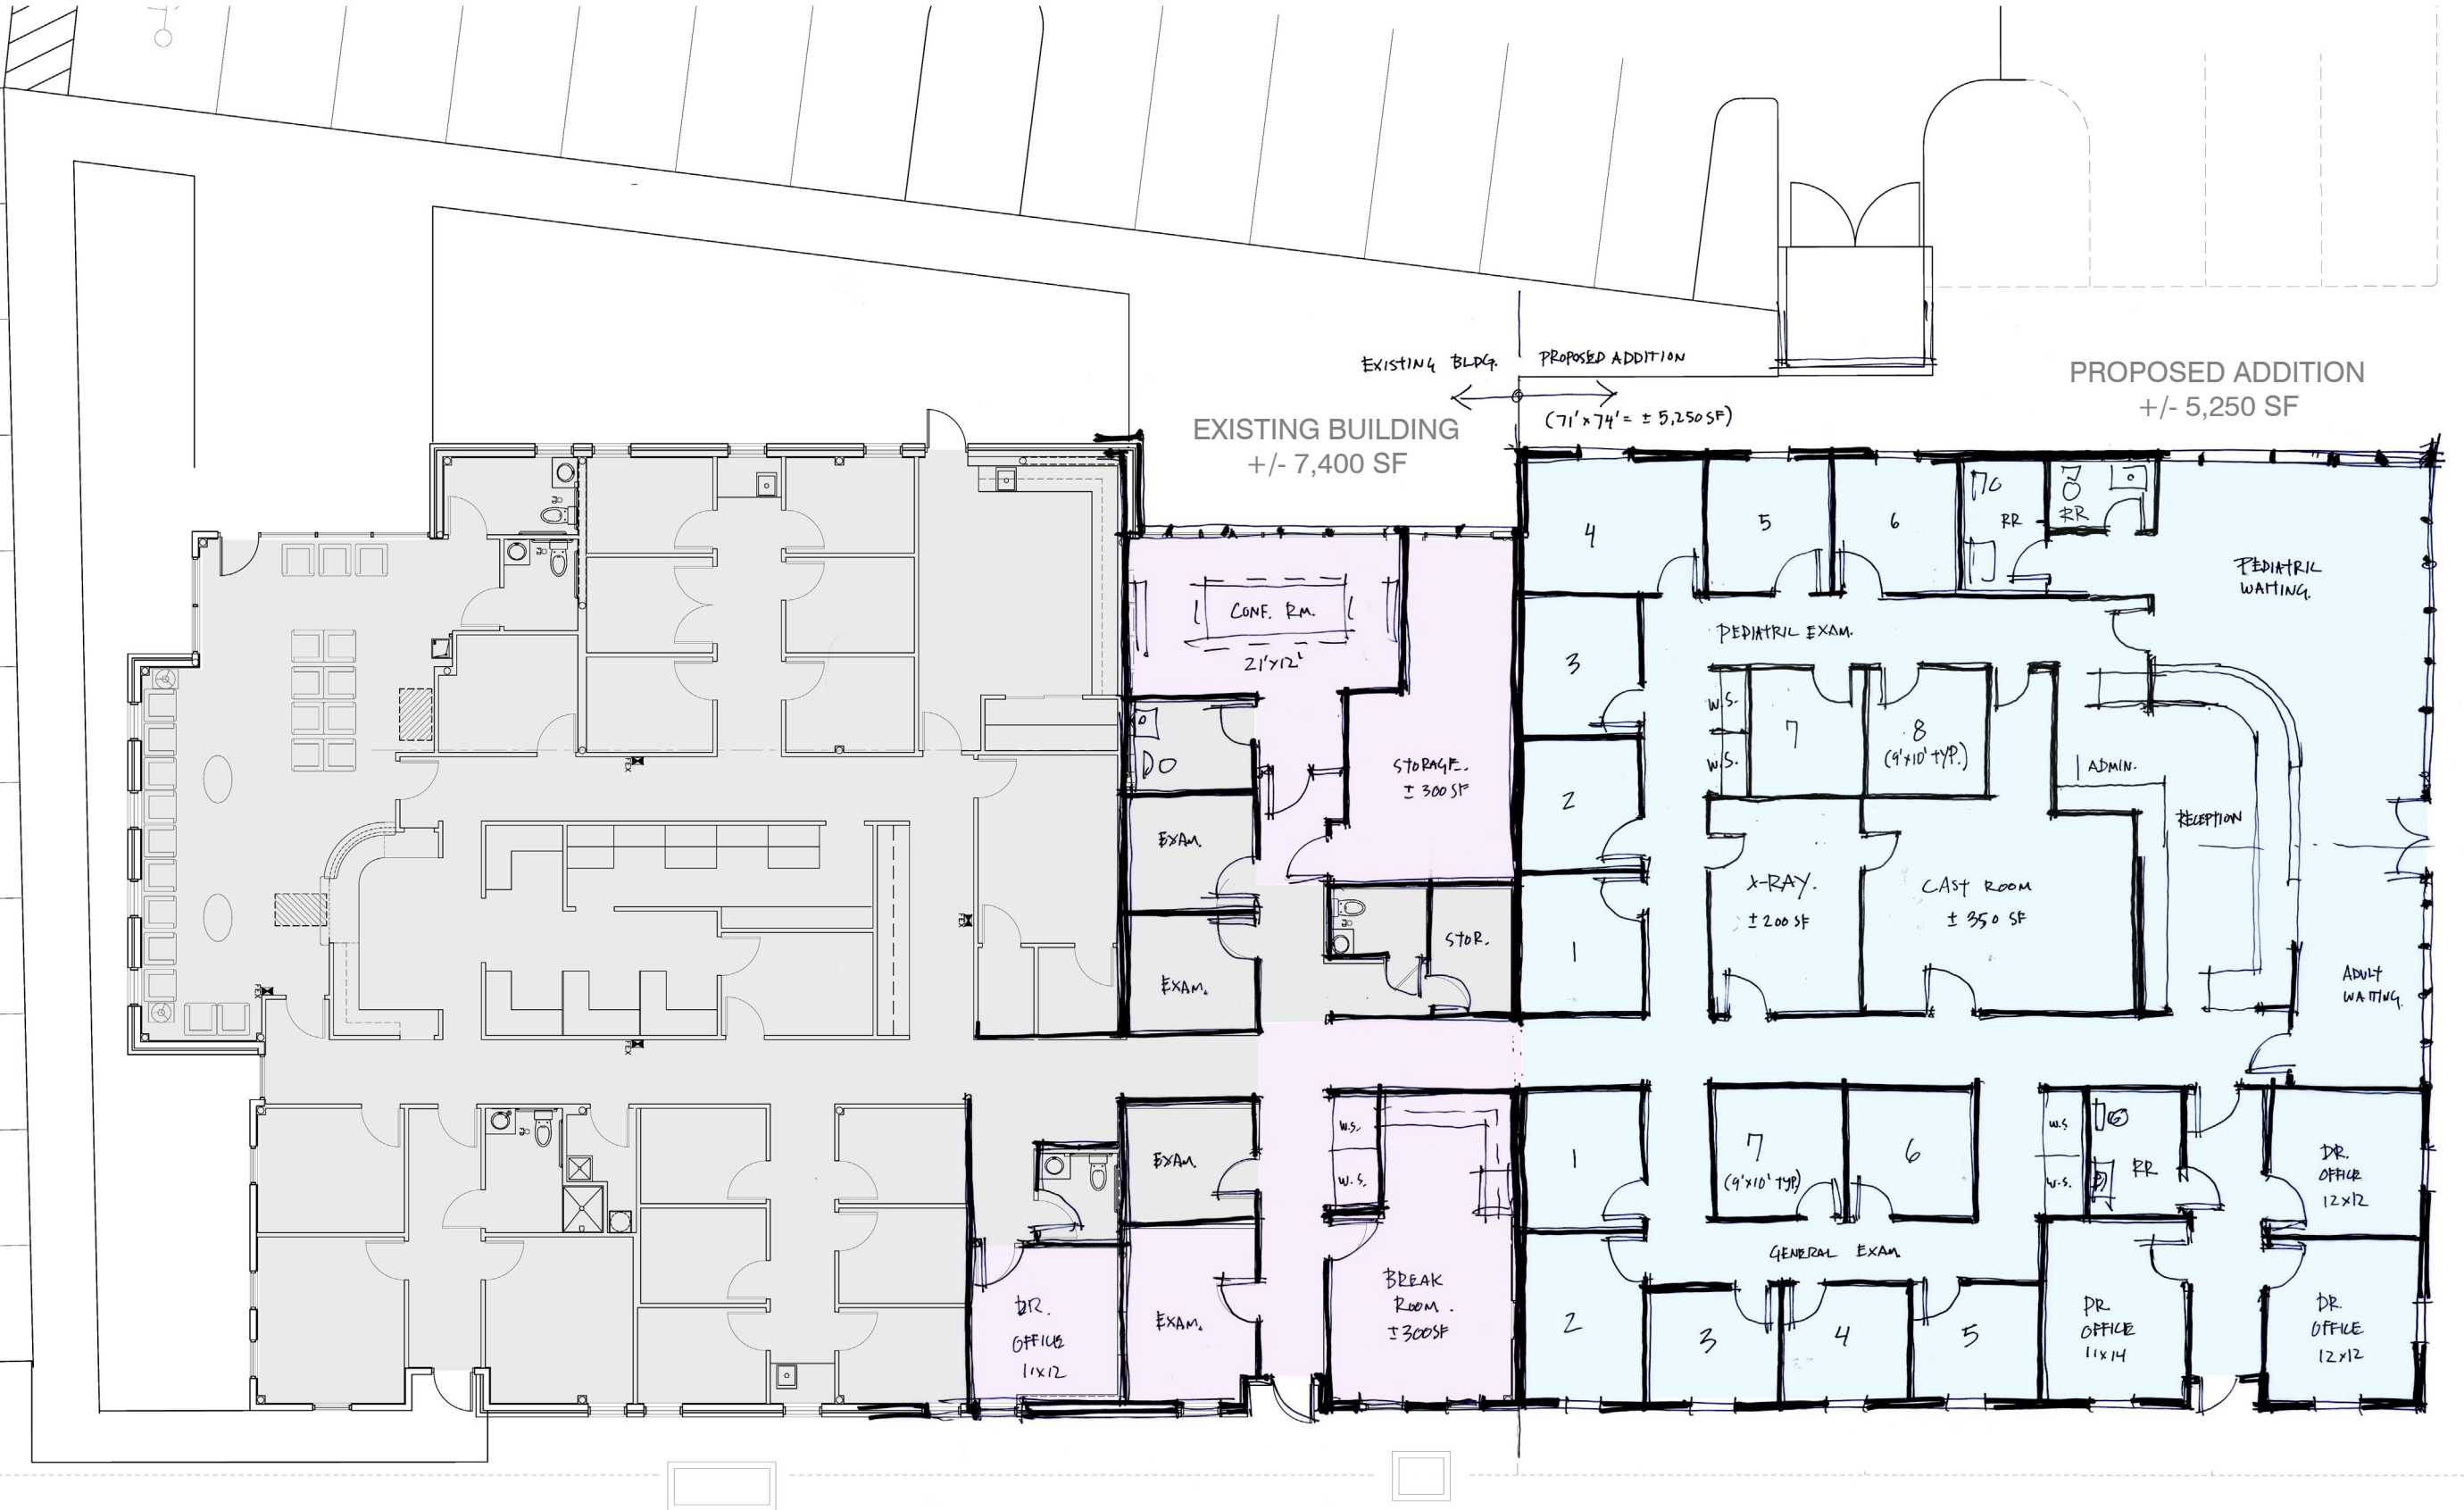 EXISTING BLDG.
PROPOSED ADDITION
(71'x74' = ± 5,250 SF)
EXISTING BUILDING
+/- 7,400 SF
PROPOSED ADDITION
+/- 5,250 SF
4
5
6
RR
RR
PEDIATRIC
WAITING.
CONF. RM.
21'x12'
PEDIATRIC EXAM.
3
W.S.
W.S.
7
8
(9'x10' TYP.)
ADMIN.
STORAGE.
± 300 SF
2
RECEPTION
FEX
EXAM.
X-RAY.
± 200 SF
CAST ROOM
± 350 SF
FEX
STOR.
1
EXAM.
ADULT
WAITING.
FEX
FEX
W.S.
W.S.
EXAM.
1
7
(9'x10' TYP.)
6
W.S.
W.S.
RR
DR.
OFFICE
12x12
GENERAL EXAM.
DR.
OFFICE
11x12
EXAM.
BREAK
ROOM.
± 300 SF
2
3
4
5
DR.
OFFICE
11x14
DR.
OFFICE
12x12